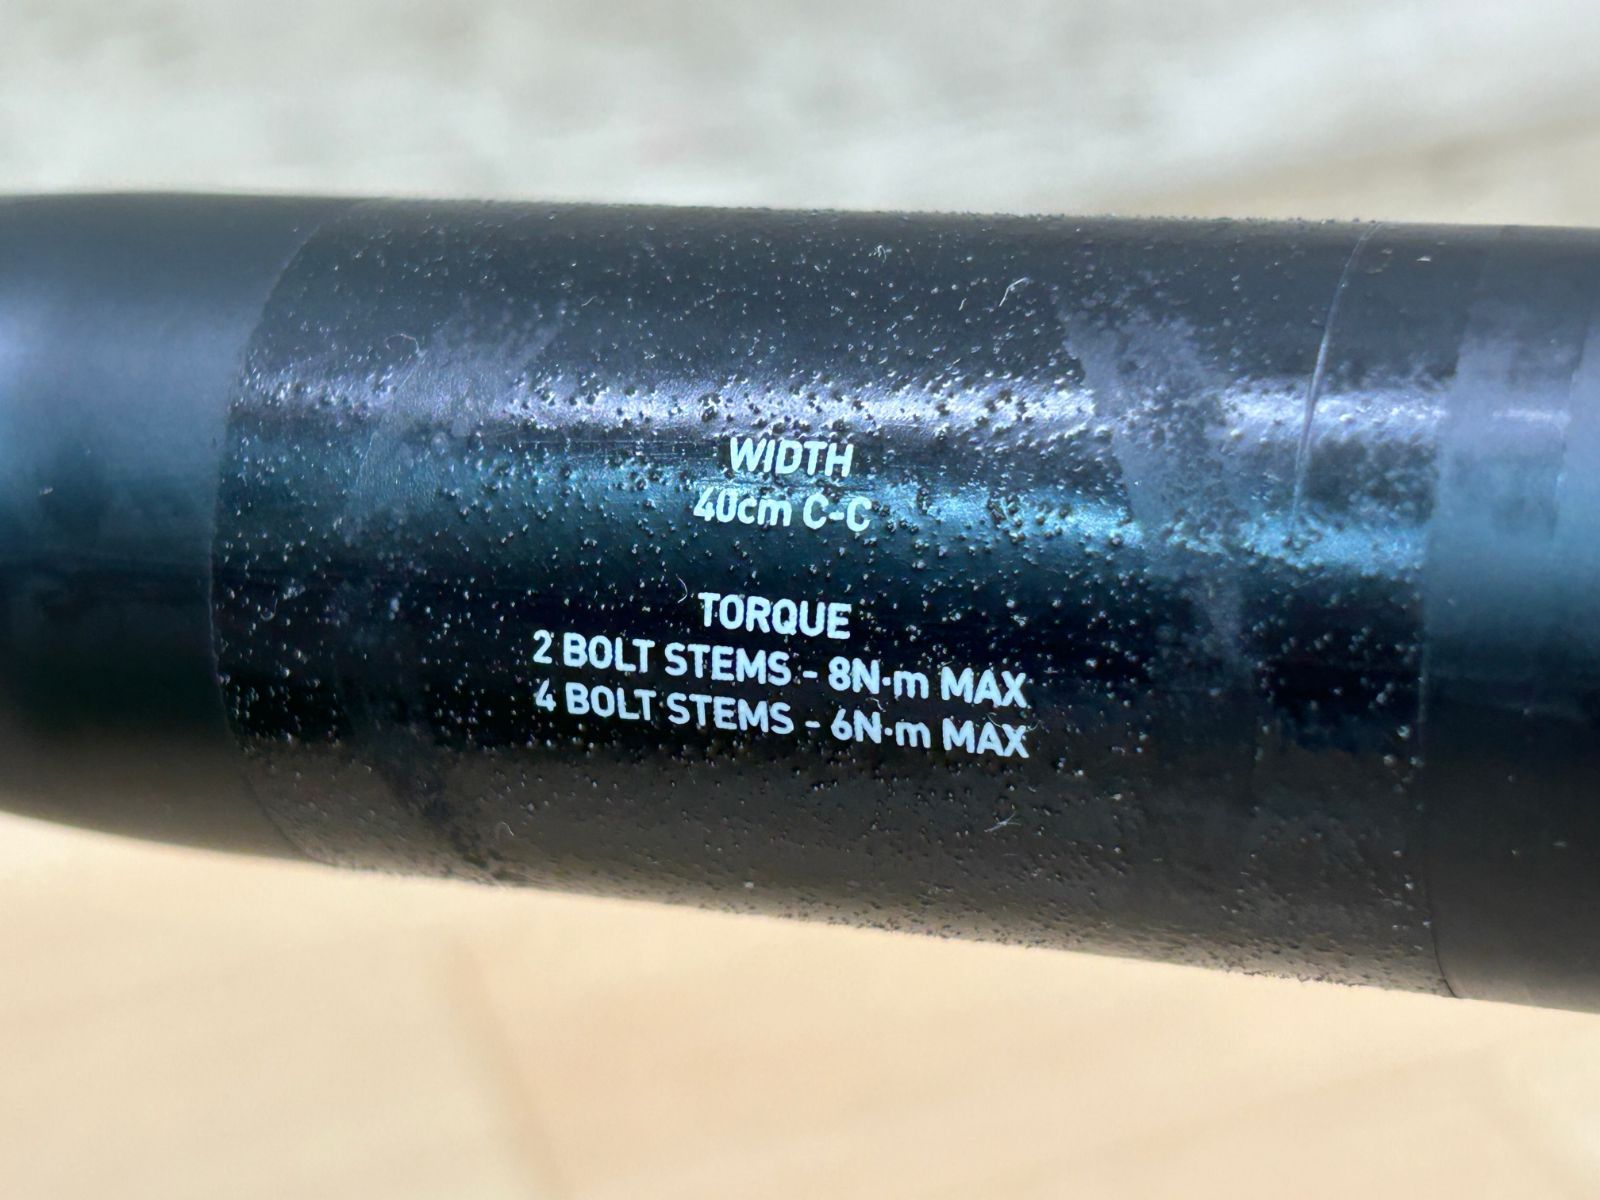 WIDTH
40cm C-C
TORQUE
2 BOLT STEMS - 8N·m MAX
4 BOLT STEMS - 6N·m MAX